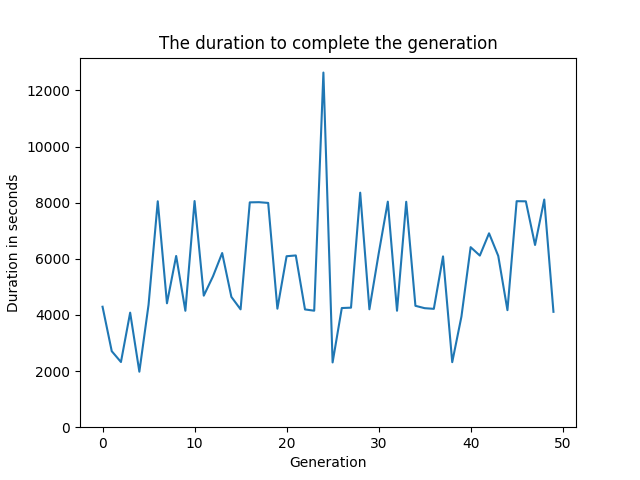 The duration to complete the generation
Duration in seconds
12000
10000
8000
6000
4000
2000
0
0 10 20 30 40 50
Generation